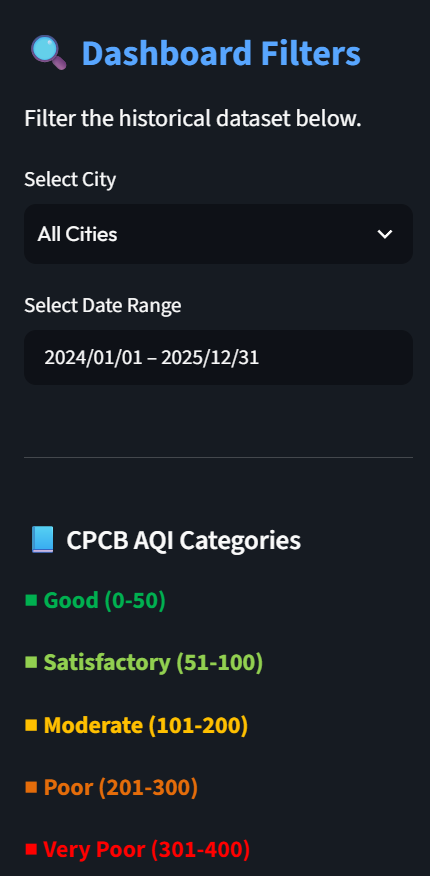 Dashboard Filters
Filter the historical dataset below.
Select City
All Cities
Select Date Range
2024/01/01 – 2025/12/31
CPCB AQI Categories
Good (0-50)
Satisfactory (51-100)
Moderate (101-200)
Poor (201-300)
Very Poor (301-400)